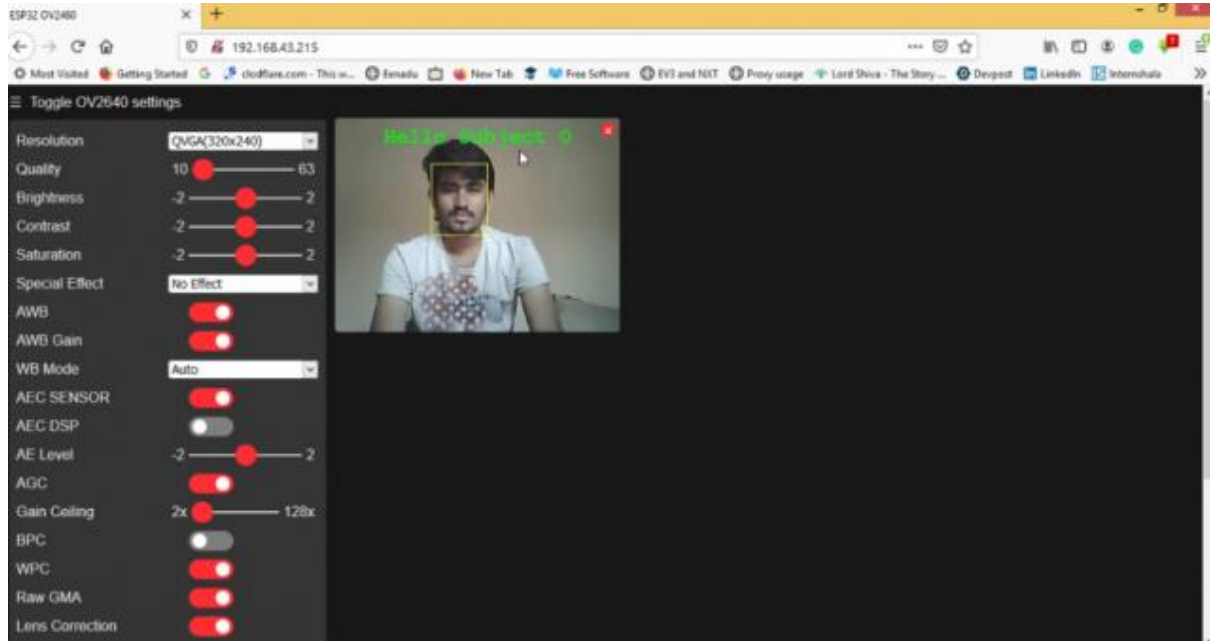 ESP32 OV2460
192.168.43.215
Most Visited Getting Started clodflare.com - This w... New Tab Free Software EV3 and NXT Proxy usage Lord Shiva - The Story ... Devpost LinkedIn Internshala
Toggle OV2640 settings
Hello Subject 0
Resolution QVGA(320x240)
Quality 10 63
Brightness -2 2
Contrast -2 2
Saturation -2 2
Special Effect No Effect
AWB
AWB Gain
WB Mode Auto
AEC SENSOR
AEC DSP
AE Level -2 2
AGC
Gain Ceiling 2x 128x
BPC
WPC
Raw GMA
Lens Correction